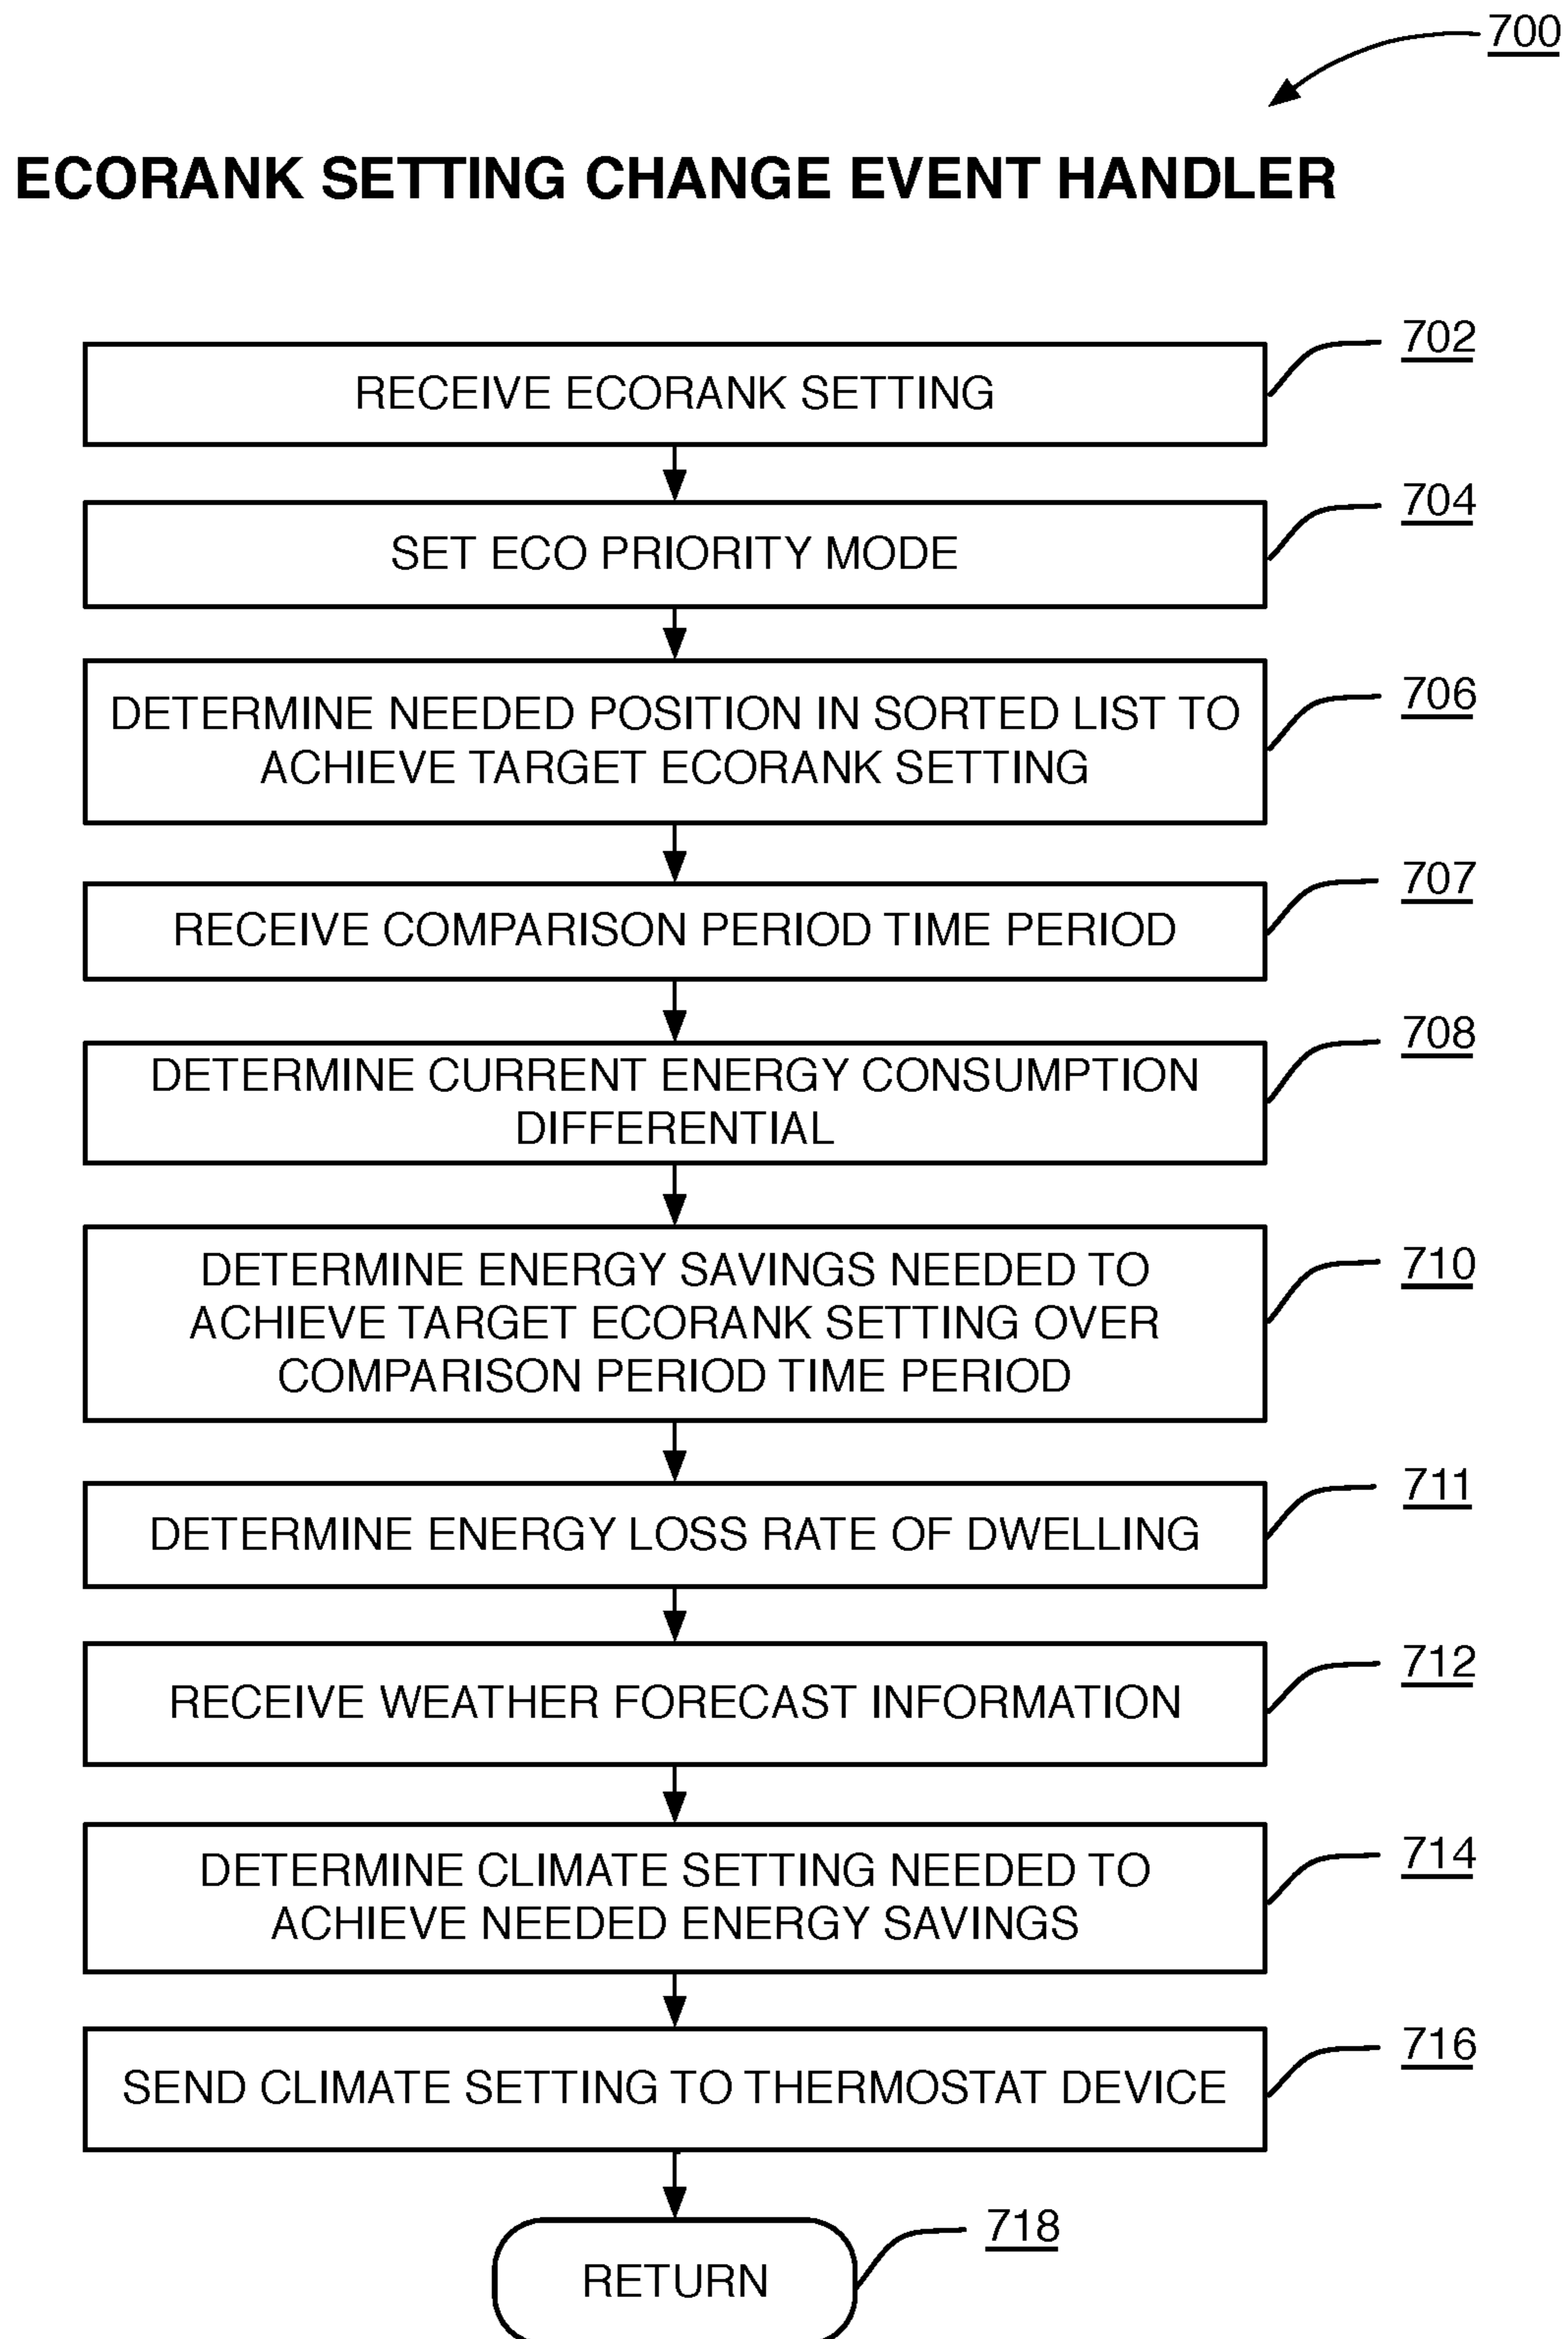 700
ECORANK SETTING CHANGE EVENT HANDLER
702
RECEIVE ECORANK SETTING
704
SET ECO PRIORITY MODE
706
DETERMINE NEEDED POSITION IN SORTED LIST TO
ACHIEVE TARGET ECORANK SETTING
707
RECEIVE COMPARISON PERIOD TIME PERIOD
708
DETERMINE CURRENT ENERGY CONSUMPTION
DIFFERENTIAL
710
DETERMINE ENERGY SAVINGS NEEDED TO
ACHIEVE TARGET ECORANK SETTING OVER
COMPARISON PERIOD TIME PERIOD
711
DETERMINE ENERGY LOSS RATE OF DWELLING
712
RECEIVE WEATHER FORECAST INFORMATION
714
DETERMINE CLIMATE SETTING NEEDED TO
ACHIEVE NEEDED ENERGY SAVINGS
716
SEND CLIMATE SETTING TO THERMOSTAT DEVICE
718
RETURN